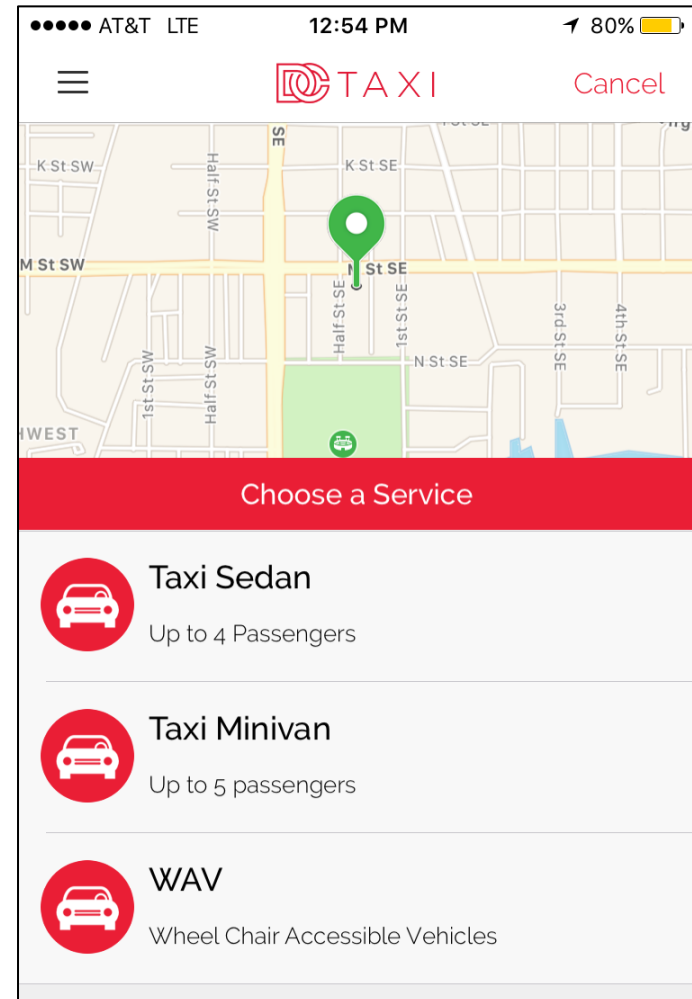 AT&T LTE 12:54 PM 80%
DC TAXI Cancel
SE
K St SW
Half St SW
K St SE
M St SW
St SE
Half St SE
1st St SE
3rd St SE
4th St SE
1st St SW
Half St SW
N St SE
HWEST
Choose a Service
Taxi Sedan
Up to 4 Passengers
Taxi Minivan
Up to 5 passengers
WAV
Wheel Chair Accessible Vehicles